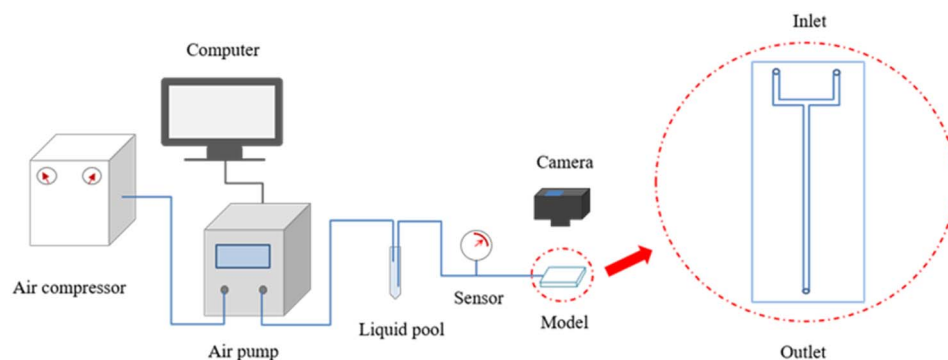 Inlet
Computer
Camera
Air compressor
Sensor
Liquid pool
Model
Air pump
Outlet